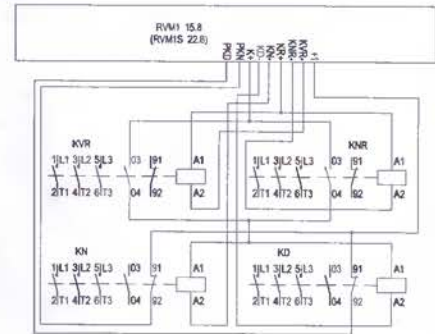 RVM1 15.8
(RVM1S 22.8)
PKD PKN K+ KD- KN- NR+ KNR- KVR- +1
KVR KNR
1|L1 3|L2 5|L3 03 91 A1 1|L1 3|L2 5|L3 03 91 A1
2|T1 4|T2 6|T3 04 92 A2 2|T1 4|T2 6|T3 04 92 A2
KN KD
1|L1 3|L2 5|L3 03 91 A1 1|L1 3|L2 5|L3 03 91 A1
2|T1 4|T2 6|T3 04 92 A2 2|T1 4|T2 6|T3 04 92 A2